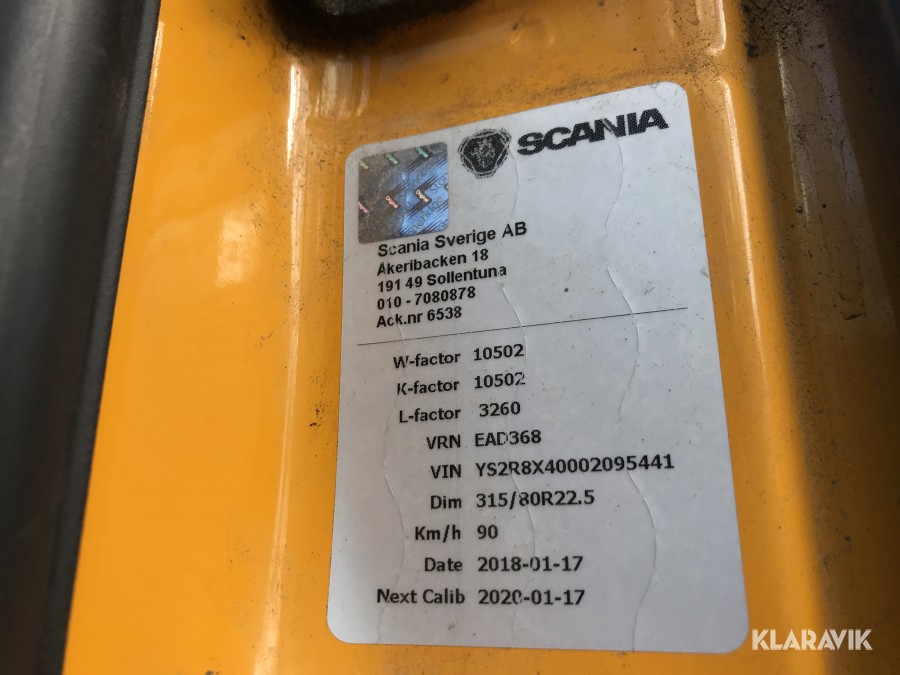 SCANIA
Scania Sverige AB
Åkeribacken 18
191 49 Sollentuna
010 - 7080878
Ack.nr 6538
W-factor 10502
K-factor 10502
L-factor 3260
VRN EAD368
VIN YS2R8X40002095441
Dim 315/80R22.5
Km/h 90
Date 2018-01-17
Next Calib 2020-01-17
KLARAVIK